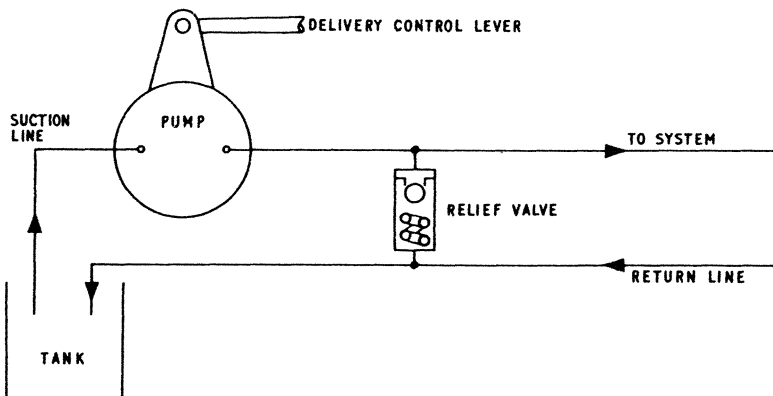 DELIVERY CONTROL LEVER
SUCTION
LINE
PUMP
TO SYSTEM
RELIEF VALVE
RETURN LINE
TANK